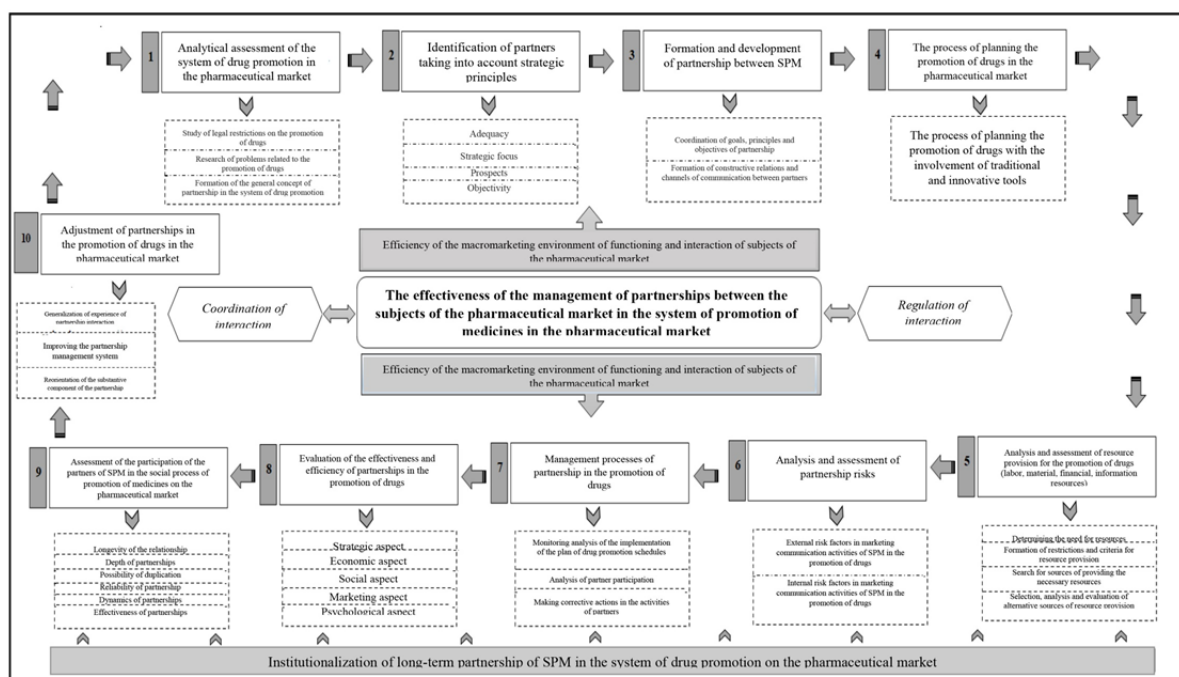 1
Analytical assessment of the
system of drug promotion in
the pharmaceutical market
2
Identification of partners
taking into account strategic
principles
3
Formation and development
of partnership between SPM
4
The process of planning the
promotion of drugs in the
pharmaceutical market
Study of legal restrictions on the promotion
of drugs
Research of problems related to the
promotion of drugs
Formation of the general concept of
partnership in the system of drug promotion
Adequacy
Strategic focus
Prospects
Objectivity
Coordination of goals, principles and
objectives of partnership
Formation of constructive relations and
channels of communication between partners
The process of planning the
promotion of drugs with the
involvement of traditional
and innovative tools
10
Adjustment of partnerships in
the promotion of drugs in the
pharmaceutical market
Generalization of experience of
partnership interaction
Improving the partnership
management system
Reorientation of the substantive
component of the partnership
Efficiency of the macromarketing environment of functioning and interaction of subjects of
the pharmaceutical market
Coordination of
interaction
The effectiveness of the management of partnerships between the
subjects of the pharmaceutical market in the system of promotion of
medicines in the pharmaceutical market
Regulation of
interaction
Efficiency of the macromarketing environment of functioning and interaction of subjects of
the pharmaceutical market
9
Assessment of the participation of the
partners of SPM in the social process of
promotion of medicines on the
pharmaceutical market
8
Evaluation of the effectiveness and
efficiency of partnerships in the
promotion of drugs
7
Management processes of
partnership in the promotion of
drugs
6
Analysis and assessment of
partnership risks
5
Analysis and assessment of resource
provision for the promotion of drugs
(labor, material, financial, information
resources)
Longevity of the relationship
Depth of partnerships
Possibility of duplication
Reliability of partnership
Dynamics of partnerships
Effectiveness of partnerships
Strategic aspect
Economic aspect
Social aspect
Marketing aspect
Psychological aspect
Monitoring analysis of the implementation
of the plan of drug promotion schedules
Analysis of partner participation
Making corrective actions in the activities of
partners
External risk factors in marketing
communication activities of SPM in the
promotion of drugs
Internal risk factors in marketing
communication activities of SPM in the
promotion of drugs
Determining the need for resources
Formation of restrictions and criteria for
resource provision
Search for sources of providing the
necessary resources
Selection, analysis and evaluation of
alternative sources of resource provision
Institutionalization of long-term partnership of SPM in the system of drug promotion on the pharmaceutical market